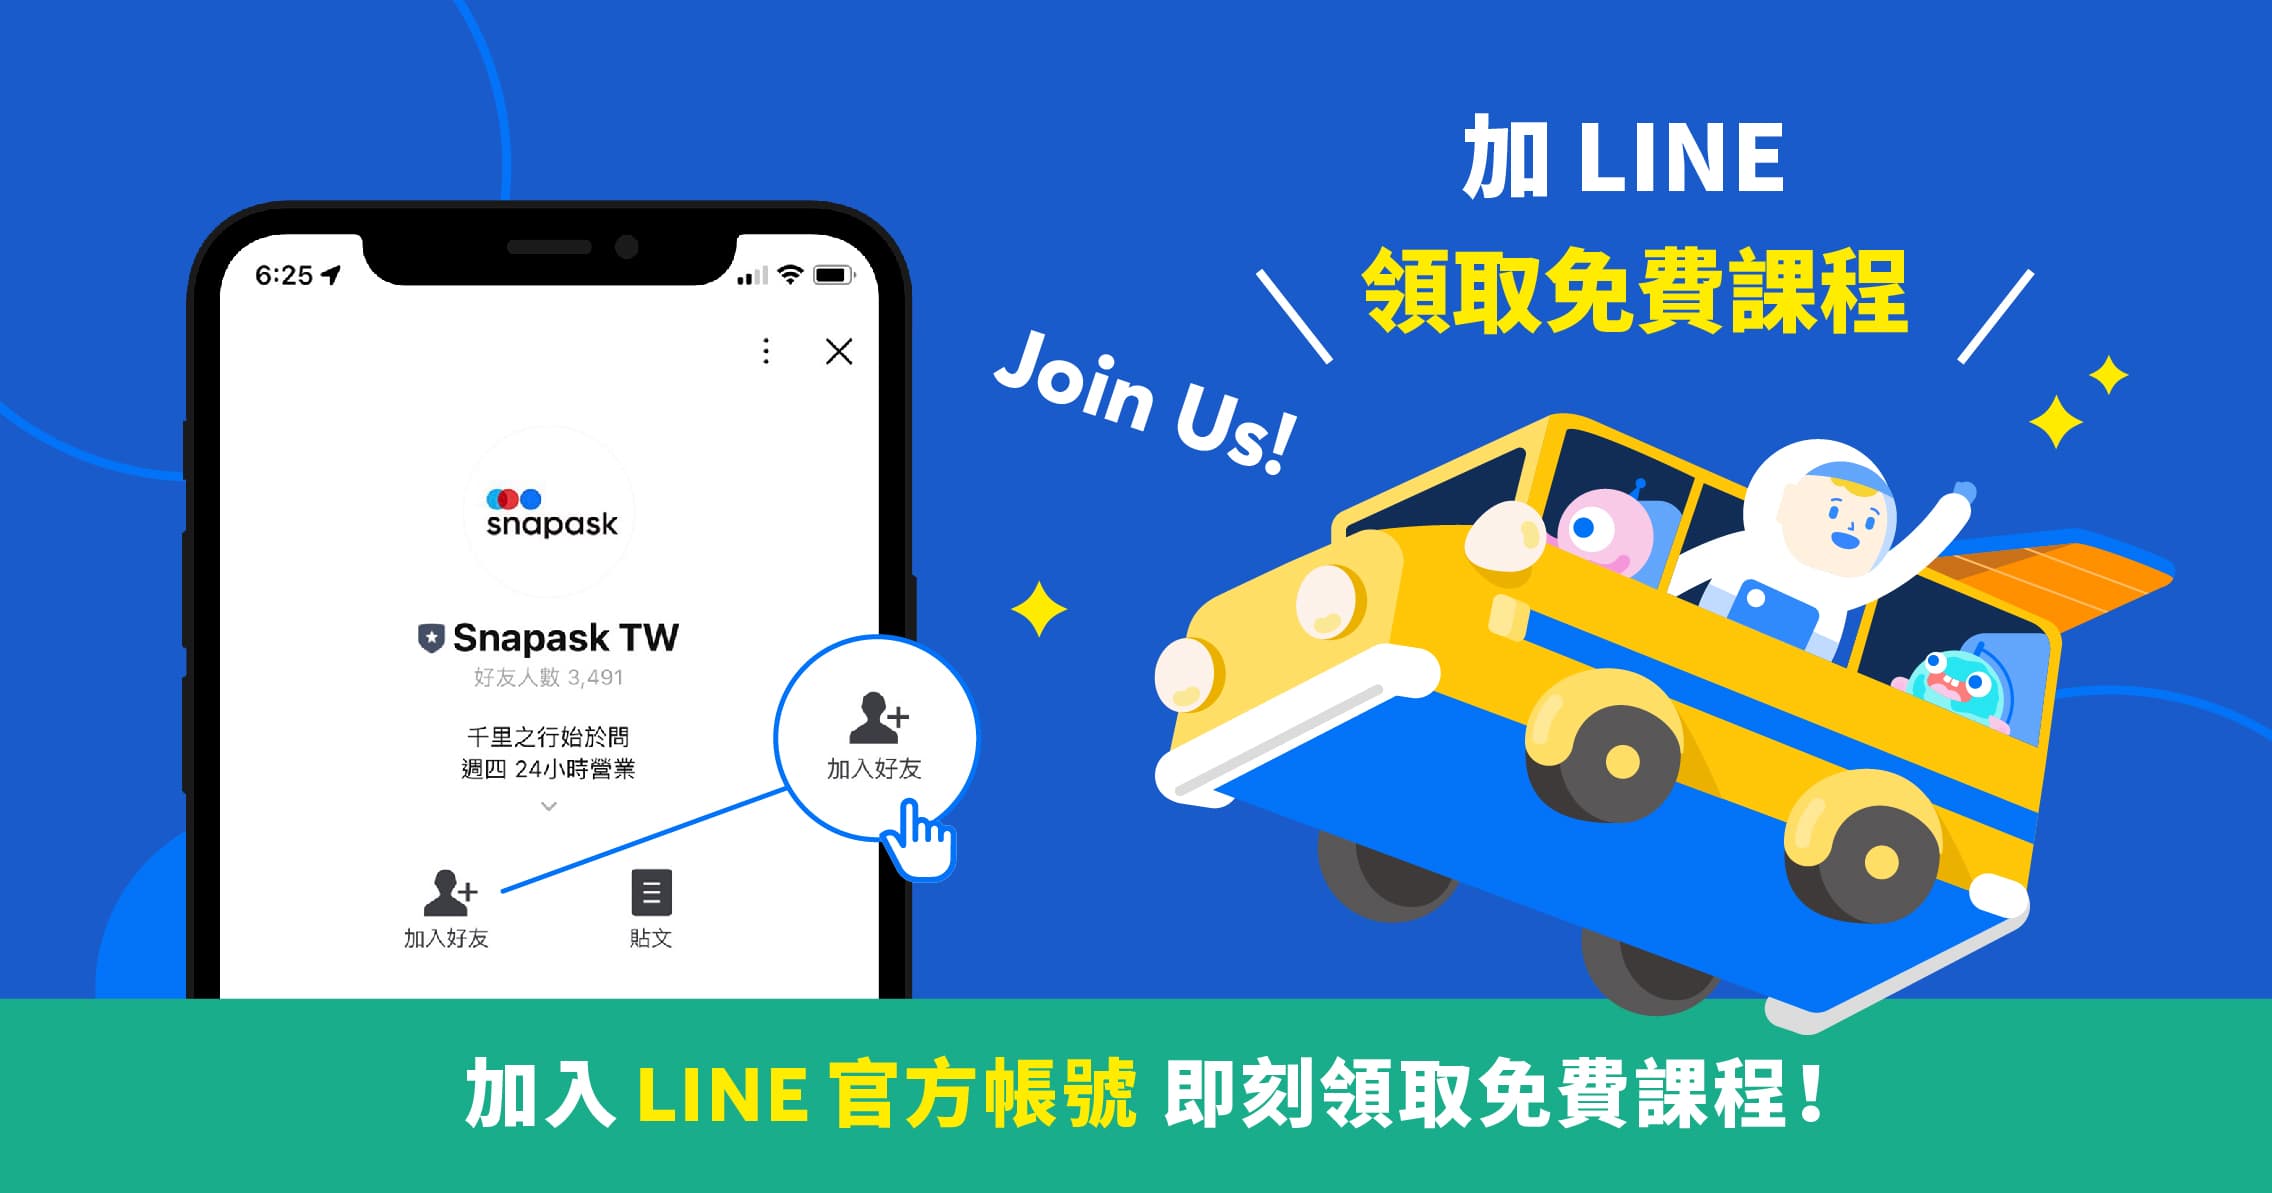 加 LINE
領取免費課程
Join Us!
6:25
snapask
Snapask TW
好友人數 3,491
千里之行始於問
週四 24小時營業
加入好友
加入好友
貼文
加入 LINE 官方帳號 即刻領取免費課程！